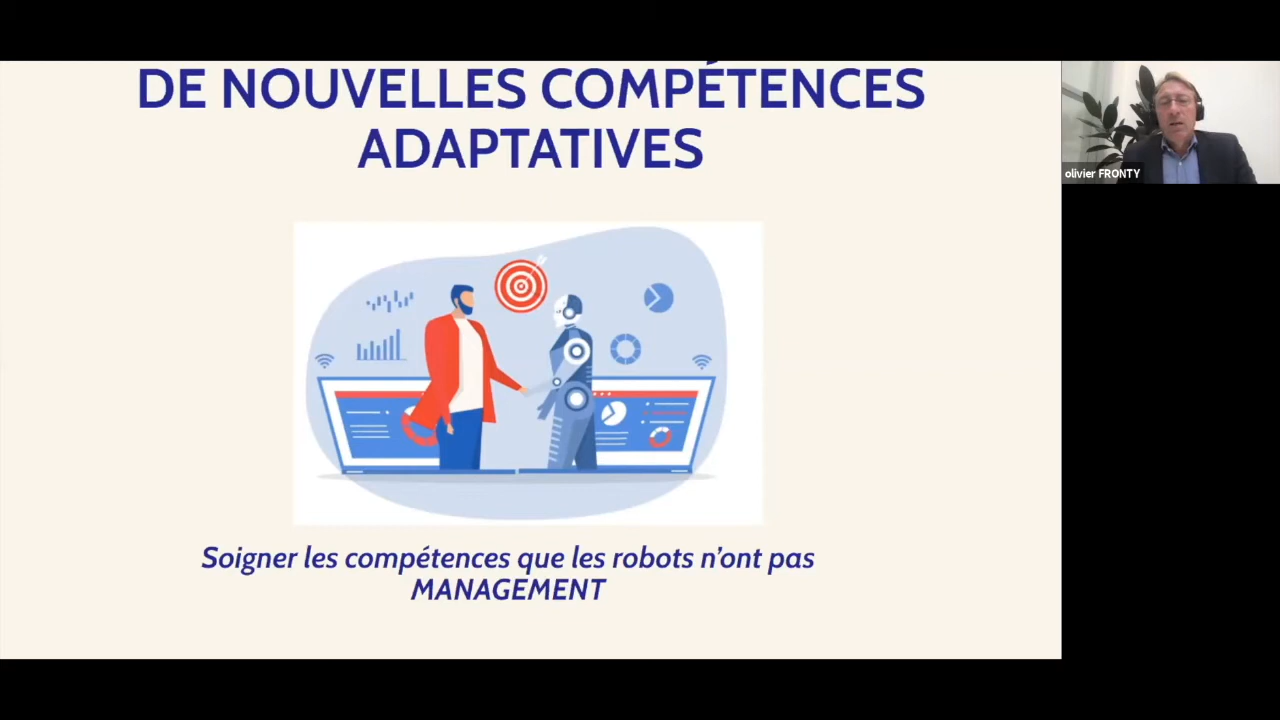 DE NOUVELLES COMPÉTENCES
ADAPTATIVES
olivier FRONTY
Soigner les compétences que les robots n'ont pas
MANAGEMENT